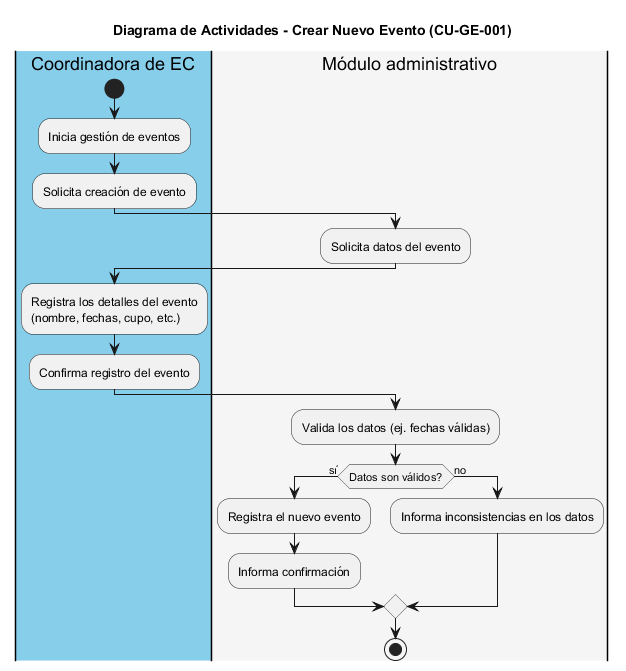 Diagrama de Actividades - Crear Nuevo Evento (CU-GE-001)
Coordinadora de EC
Módulo administrativo
Inicia gestión de eventos
Solicita creación de evento
Solicita datos del evento
Registra los detalles del evento
(nombre, fechas, cupo, etc.)
Confirma registro del evento
Valida los datos (ej. fechas válidas)
sí
Datos son válidos?
no
Registra el nuevo evento
Informa inconsistencias en los datos
Informa confirmación